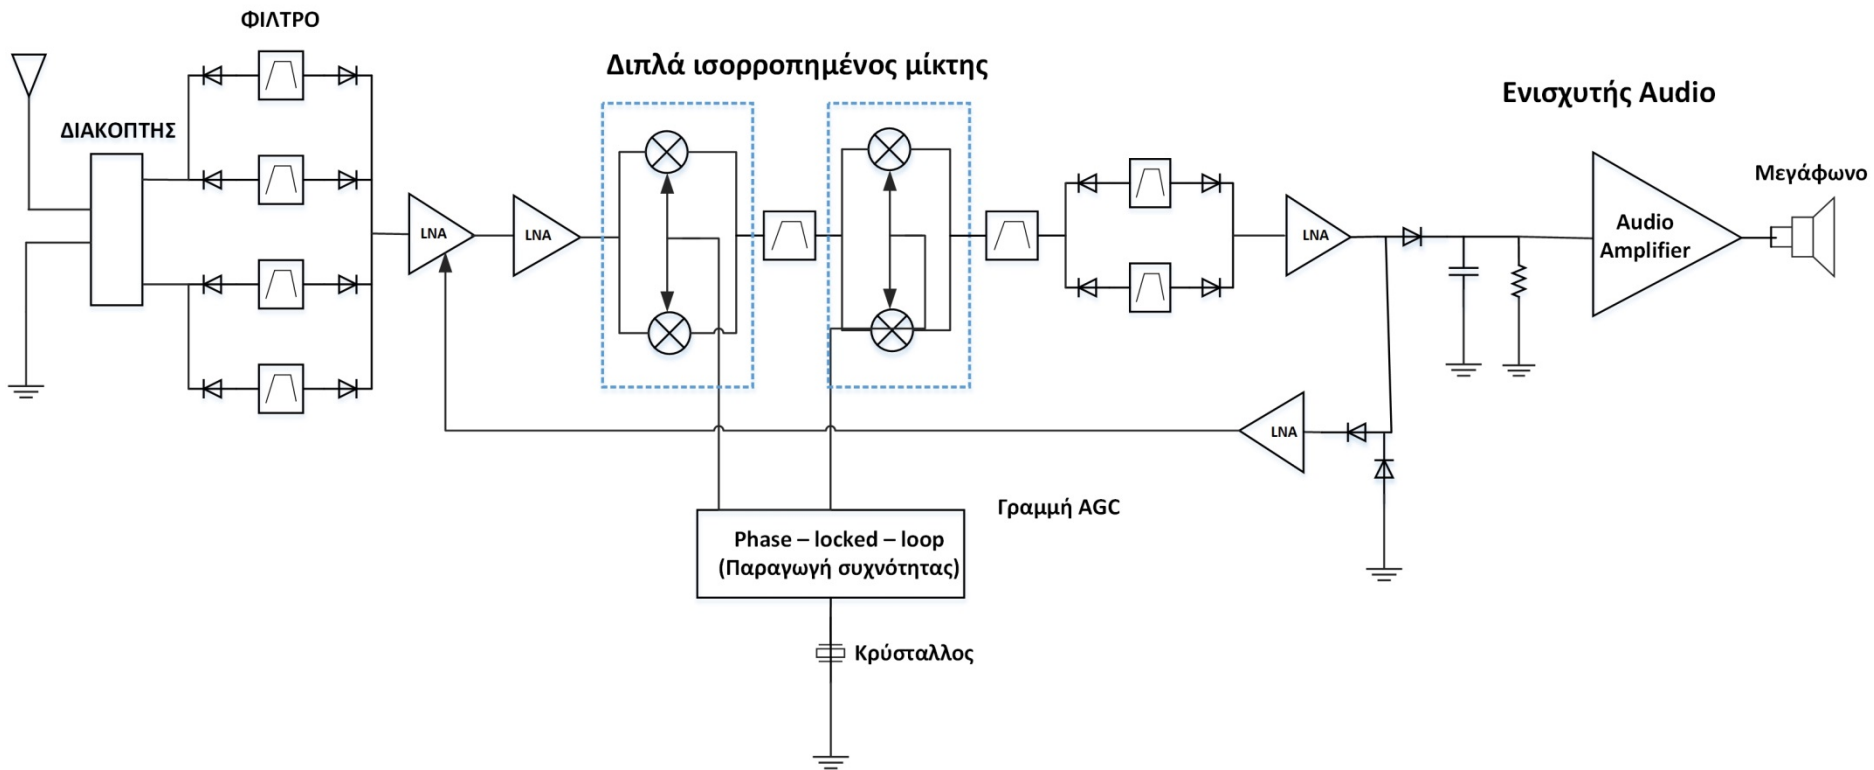 ΦΙΛΤΡΟ
Διπλά ισορροπημένος μίκτης
Ενισχυτής Audio
ΔΙΑΚΟΠΤΗΣ
Μεγάφωνο
LNA
LNA
LNA
Audio
Amplifier
LNA
Γραμμή AGC
Phase – locked – loop
(Παραγωγή συχνότητας)
Κρύσταλλος